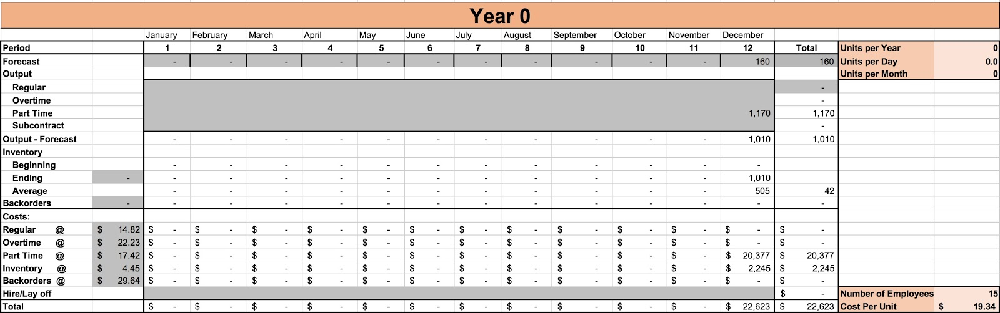 Year 0
January February March April May June July August September October November December
Period 1 2 3 4 5 6 7 8 9 10 11 12 Total Units per Year 0
Forecast - - - - - - - - - - - 160 160 Units per Day 0.0
Output Units per Month 0
Regular -
Overtime -
Part Time 1,170 1,170
Subcontract -
Output - Forecast - - - - - - - - - - - 1,010 1,010
Inventory
Beginning - - - - - - - - - - - -
Ending - - - - - - - - - - - - 1,010
Average - - - - - - - - - - - 505 42
Backorders - - - - - - - - - - - - - -
Costs:
Regular @ $ 14.82 $ - $ - $ - $ - $ - $ - $ - $ - $ - $ - $ - $ - $ -
Overtime @ $ 22.23 $ - $ - $ - $ - $ - $ - $ - $ - $ - $ - $ - $ - $ -
Part Time @ $ 17.42 $ - $ - $ - $ - $ - $ - $ - $ - $ - $ - $ - $ 20,377 $ 20,377
Inventory @ $ 4.45 $ - $ - $ - $ - $ - $ - $ - $ - $ - $ - $ - $ 2,245 $ 2,245
Backorders @ $ 29.64 $ - $ - $ - $ - $ - $ - $ - $ - $ - $ - $ - $ - $ -
Hire/Lay off $ - Number of Employees 15
Total $ - $ - $ - $ - $ - $ - $ - $ - $ - $ - $ - $ 22,623 $ 22,623 Cost Per Unit $ 19.34